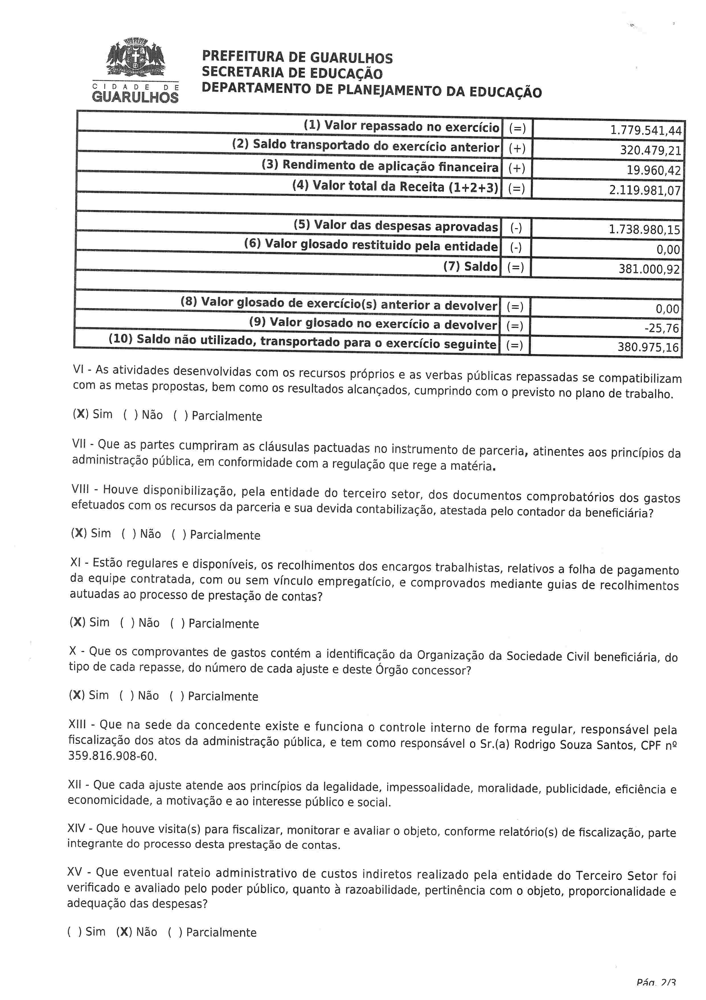 CIDADE DE
GUARULHOS
PREFEITURA DE GUARULHOS
SECRETARIA DE EDUCAÇÃO
DEPARTAMENTO DE PLANEJAMENTO DA EDUCAÇÃO
(1) Valor repassado no exercício (=) 1.779.541,44
(2) Saldo transportado do exercício anterior (+) 320.479,21
(3) Rendimento de aplicação financeira (+) 19.960,42
(4) Valor total da Receita (1+2+3) (=) 2.119.981,07
(5) Valor das despesas aprovadas (-) 1.738.980,15
(6) Valor glosado restituido pela entidade (-) 0,00
(7) Saldo (=) 381.000,92
(8) Valor glosado de exercício(s) anterior a devolver (=) 0,00
(9) Valor glosado no exercício a devolver (=) -25,76
(10) Saldo não utilizado, transportado para o exercício seguinte (=) 380.975,16
VI - As atividades desenvolvidas com os recursos próprios e as verbas públicas repassadas se compatibilizam
com as metas propostas, bem como os resultados alcançados, cumprindo com o previsto no plano de trabalho.
(X) Sim ( ) Não ( ) Parcialmente
VII - Que as partes cumpriram as cláusulas pactuadas no instrumento de parceria, atinentes aos princípios da
administração pública, em conformidade com a regulação que rege a matéria.
VIII - Houve disponibilização, pela entidade do terceiro setor, dos documentos comprobatórios dos gastos
efetuados com os recursos da parceria e sua devida contabilização, atestada pelo contador da beneficiária?
(X) Sim ( ) Não ( ) Parcialmente
XI - Estão regulares e disponíveis, os recolhimentos dos encargos trabalhistas, relativos a folha de pagamento
da equipe contratada, com ou sem vínculo empregatício, e comprovados mediante guias de recolhimentos
autuadas ao processo de prestação de contas?
(X) Sim ( ) Não ( ) Parcialmente
X - Que os comprovantes de gastos contém a identificação da Organização da Sociedade Civil beneficiária, do
tipo de cada repasse, do número de cada ajuste e deste Órgão concessor?
(X) Sim ( ) Não ( ) Parcialmente
XIII - Que na sede da concedente existe e funciona o controle interno de forma regular, responsável pela
fiscalização dos atos da administração pública, e tem como responsável o Sr.(a) Rodrigo Souza Santos, CPF nº
359.816.908-60.
XII - Que cada ajuste atende aos princípios da legalidade, impessoalidade, moralidade, publicidade, eficiência e
economicidade, a motivação e ao interesse público e social.
XIV - Que houve visita(s) para fiscalizar, monitorar e avaliar o objeto, conforme relatório(s) de fiscalização, parte
integrante do processo desta prestação de contas.
XV - Que eventual rateio administrativo de custos indiretos realizado pela entidade do Terceiro Setor foi
verificado e avaliado pelo poder público, quanto à razoabilidade, pertinência com o objeto, proporcionalidade e
adequação das despesas?
( ) Sim (X) Não ( ) Parcialmente
Pág. 2/3